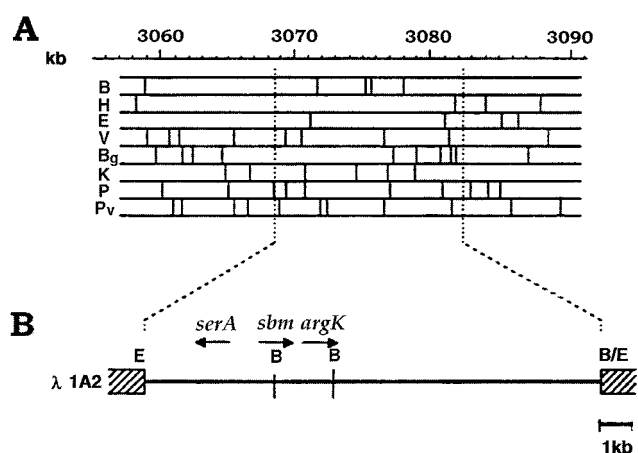 A
3060 3070 3080 3090
kb
B
H
E
V
Bg
K
P
Pv
B
serA sbm argK
E B B B/E
λ 1A2
1kb